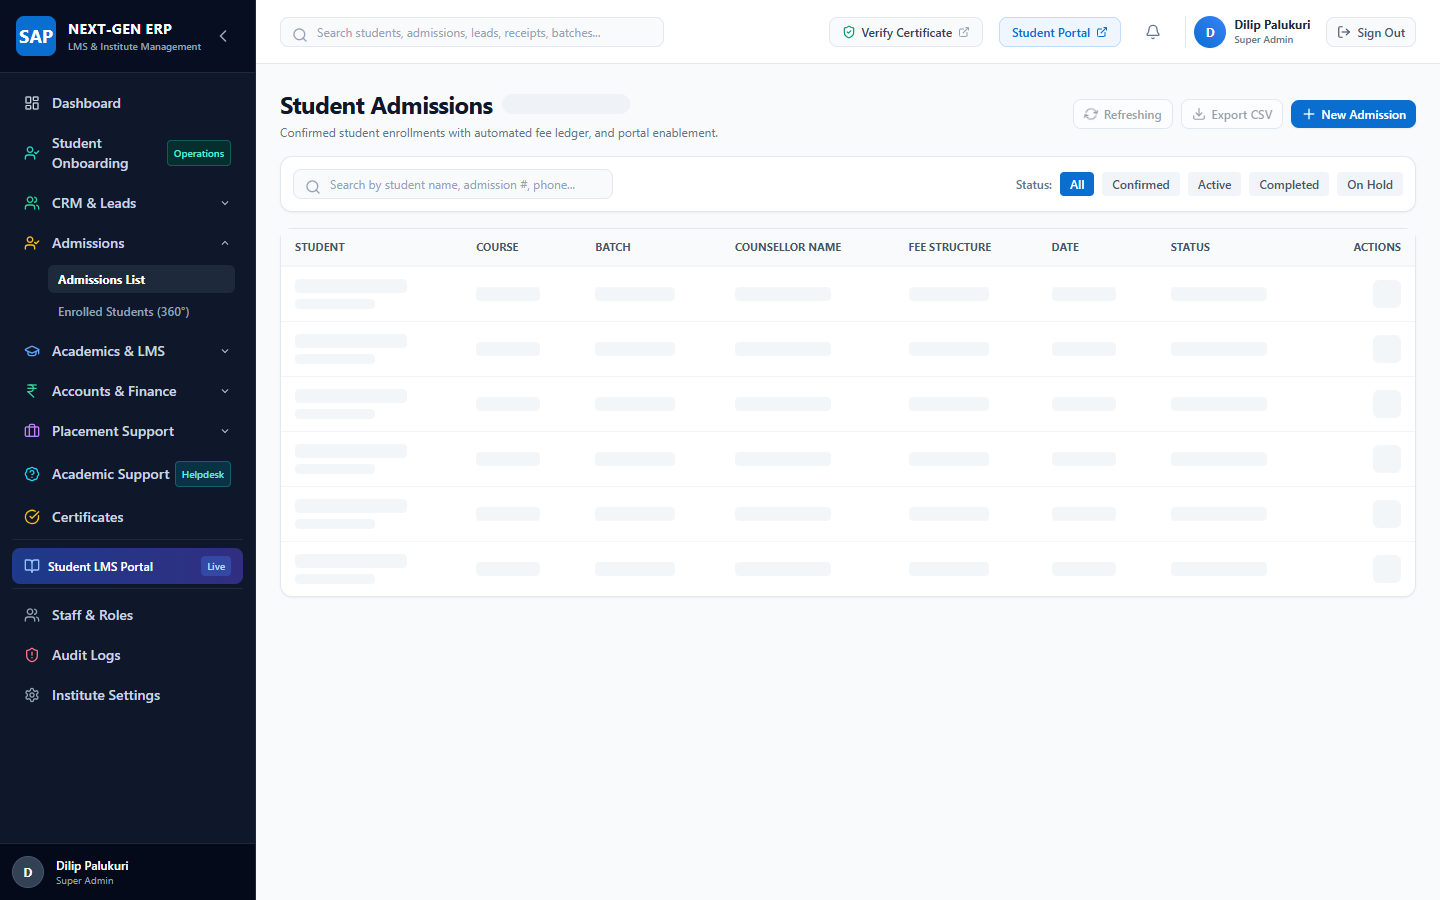 SAP
NEXT-GEN ERP
LMS & Institute Management
Dashboard
Student Onboarding
Operations
CRM & Leads
Admissions
Admissions List
Enrolled Students (360°)
Academics & LMS
Accounts & Finance
Placement Support
Academic Support
Helpdesk
Certificates
Student LMS Portal
Live
Staff & Roles
Audit Logs
Institute Settings
D
Dilip Palukuri
Super Admin
Search students, admissions, leads, receipts, batches...
Verify Certificate
Student Portal
D
Dilip Palukuri
Super Admin
Sign Out
Student Admissions
Confirmed student enrollments with automated fee ledger, and portal enablement.
Refreshing
Export CSV
New Admission
Search by student name, admission #, phone...
Status:
All
Confirmed
Active
Completed
On Hold
STUDENT
COURSE
BATCH
COUNSELLOR NAME
FEE STRUCTURE
DATE
STATUS
ACTIONS